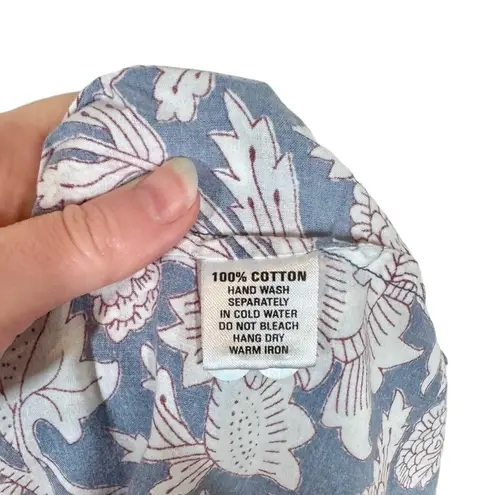 100% COTTON
HAND WASH
SEPARATELY
IN COLD WATER
DO NOT BLEACH
HANG DRY
WARM IRON